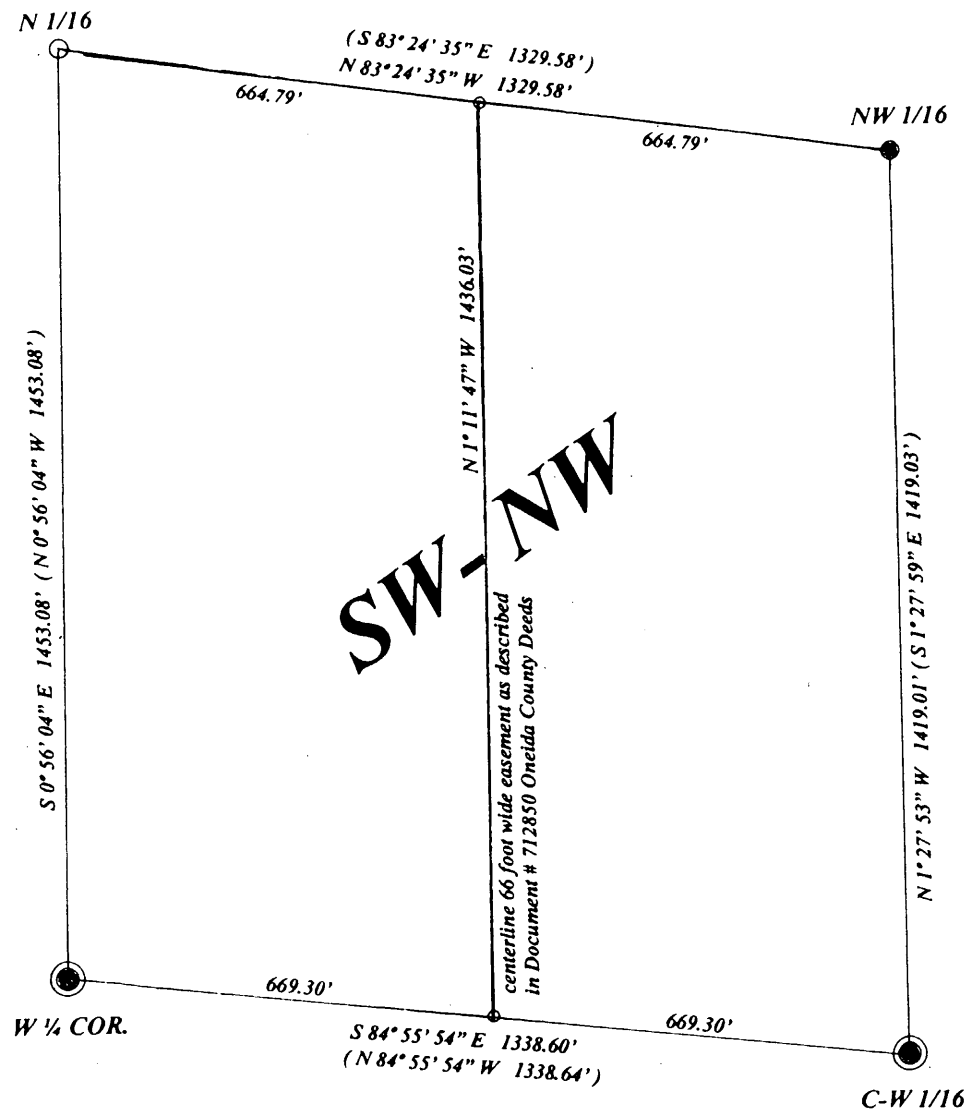 N 1/16
(S 83° 24' 35" E 1329.58')
N 83° 24' 35" W 1329.58'
664.79'
664.79'
NW 1/16
S 0° 56' 04" E 1453.08' (N 0° 56' 04" W 1453.08')
N 1° 11' 47" W 1436.03'
SW-NW
centerline 66 foot wide easement as described
in Document # 712850 Oneida County Deeds
N 1° 27' 53" W 1419.01' (S 1° 27' 59" E 1419.03')
669.30'
669.30'
W ¼ COR.
S 84° 55' 54" E 1338.60'
(N 84° 55' 54" W 1338.64')
C-W 1/16